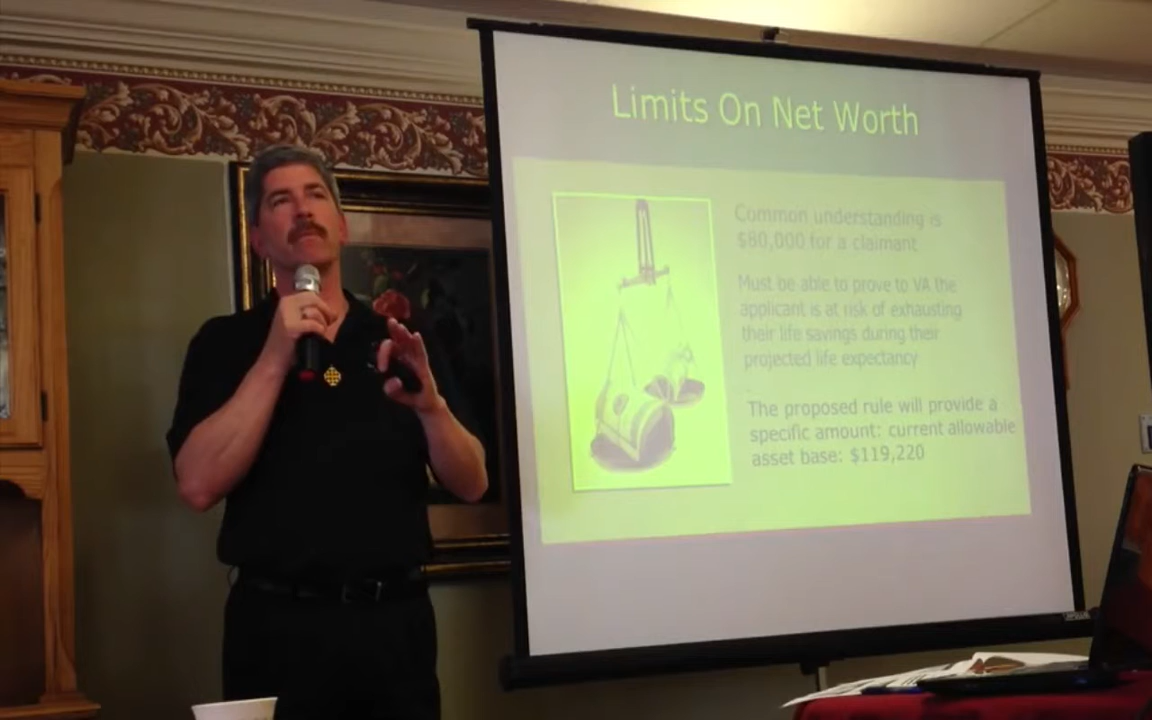 Limits On Net Worth
Common understanding is
$80,000 for a claimant
Must be able to prove to VA the
applicant is at risk of exhausting
their life savings during their
projected life expectancy
The proposed rule will provide a
specific amount: current allowable
asset base: $119,220